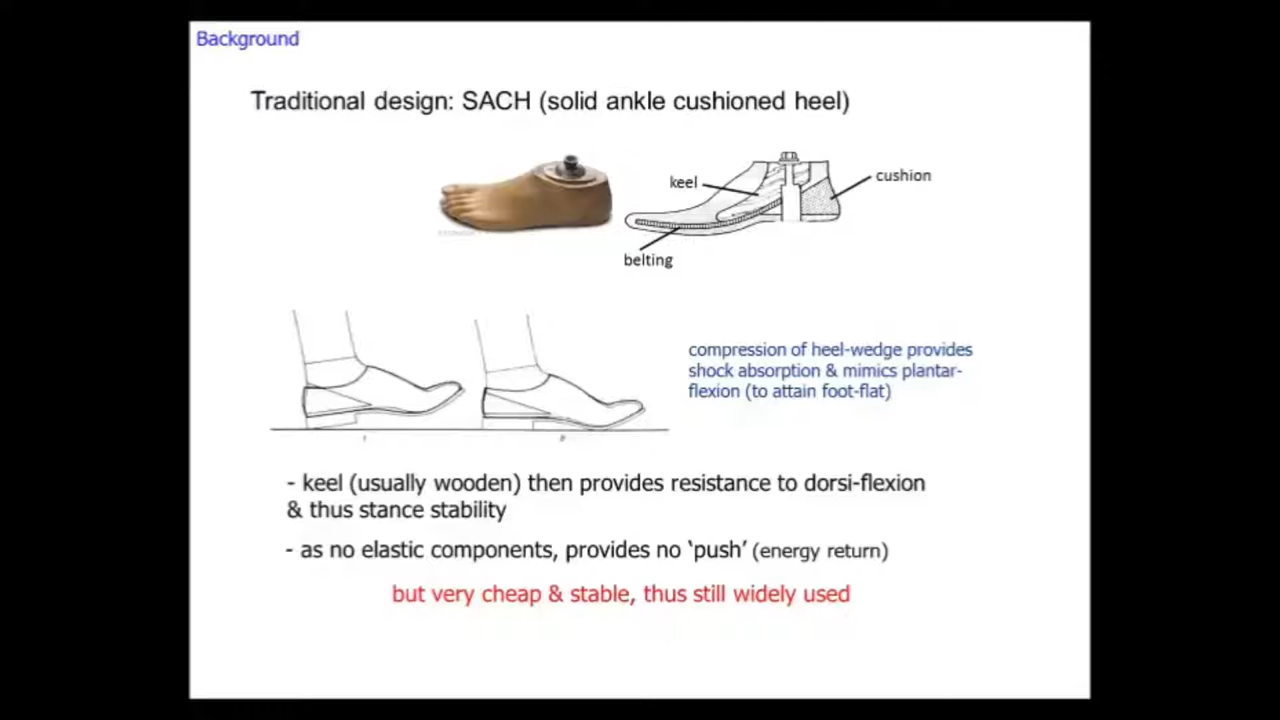 Background
Traditional design: SACH (solid ankle cushioned heel)
keel
cushion
belting
compression of heel-wedge provides
shock absorption & mimics plantar-
flexion (to attain foot-flat)
- keel (usually wooden) then provides resistance to dorsi-flexion
& thus stance stability
- as no elastic components, provides no ‘push’ (energy return)
but very cheap & stable, thus still widely used